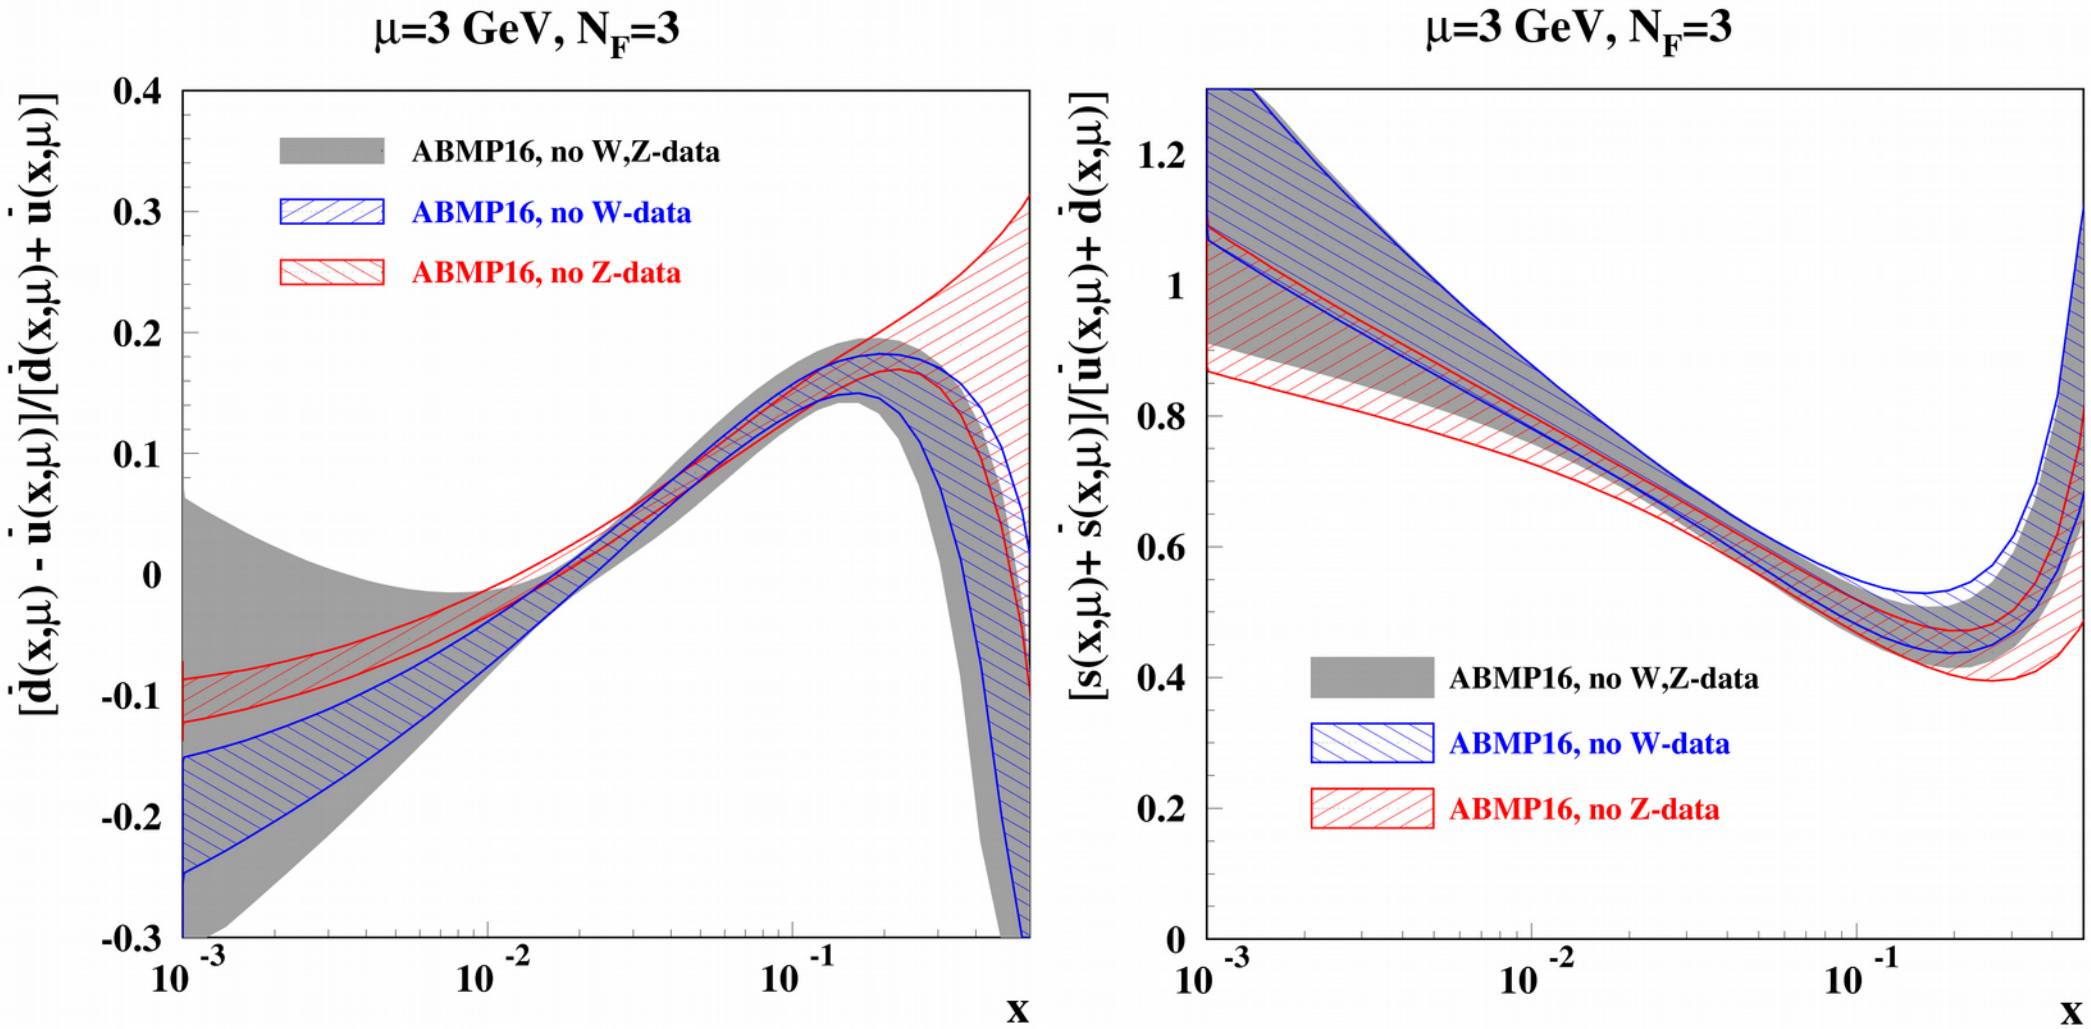 μ=3 GeV, N_F=3
[d̄(x,μ) - ū(x,μ)]/[d̄(x,μ)+ ū(x,μ)]
0.4
0.3
0.2
0.1
0
-0.1
-0.2
-0.3
ABMP16, no W,Z-data
ABMP16, no W-data
ABMP16, no Z-data
10^-3
10^-2
10^-1
x
μ=3 GeV, N_F=3
[s(x,μ)+ s̄(x,μ)]/[ū(x,μ)+ d̄(x,μ)]
1.2
1
0.8
0.6
0.4
0.2
0
ABMP16, no W,Z-data
ABMP16, no W-data
ABMP16, no Z-data
10^-3
10^-2
10^-1
x